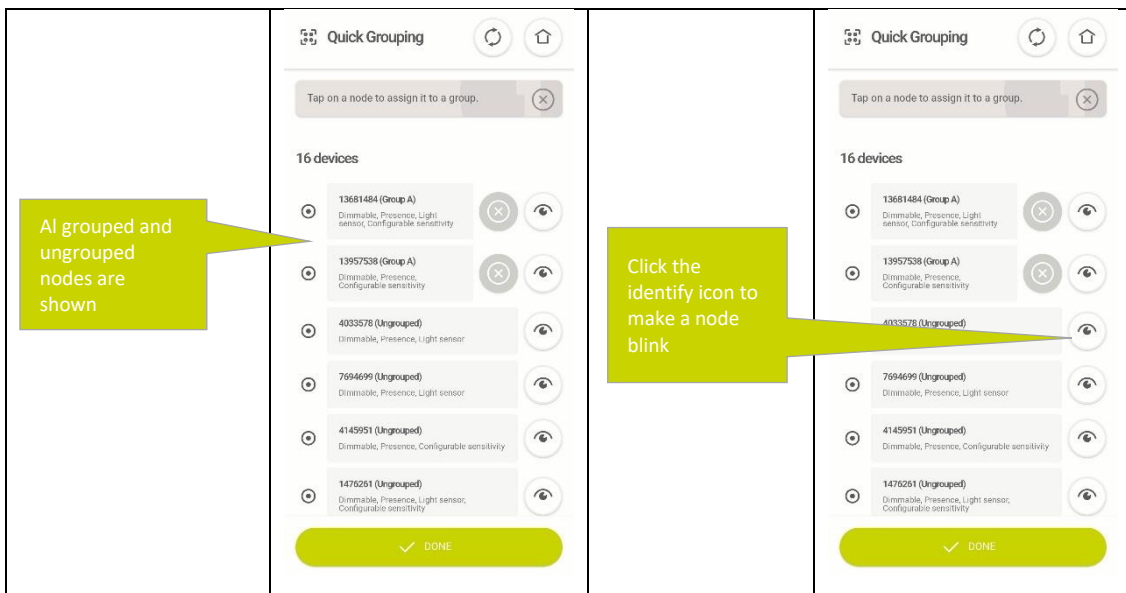 Al grouped and
ungrouped
nodes are
shown
Quick Grouping
Tap on a node to assign it to a group.
16 devices
13681484 (Group A)
Dimmable, Presence, Light
sensor, Configurable sensitivity
13957538 (Group A)
Dimmable, Presence,
Configurable sensitivity
4033578 (Ungrouped)
Dimmable, Presence, Light sensor
7694699 (Ungrouped)
Dimmable, Presence, Light sensor
4145951 (Ungrouped)
Dimmable, Presence, Configurable sensitivity
1476261 (Ungrouped)
Dimmable, Presence, Light sensor,
Configurable sensitivity
DONE
Click the
identify icon to
make a node
blink
Quick Grouping
Tap on a node to assign it to a group.
16 devices
13681484 (Group A)
Dimmable, Presence, Light
sensor, Configurable sensitivity
13957538 (Group A)
Dimmable, Presence,
Configurable sensitivity
4033578 (Ungrouped)
7694699 (Ungrouped)
Dimmable, Presence, Light sensor
4145951 (Ungrouped)
Dimmable, Presence, Configurable sensitivity
1476261 (Ungrouped)
Dimmable, Presence, Light sensor,
Configurable sensitivity
DONE